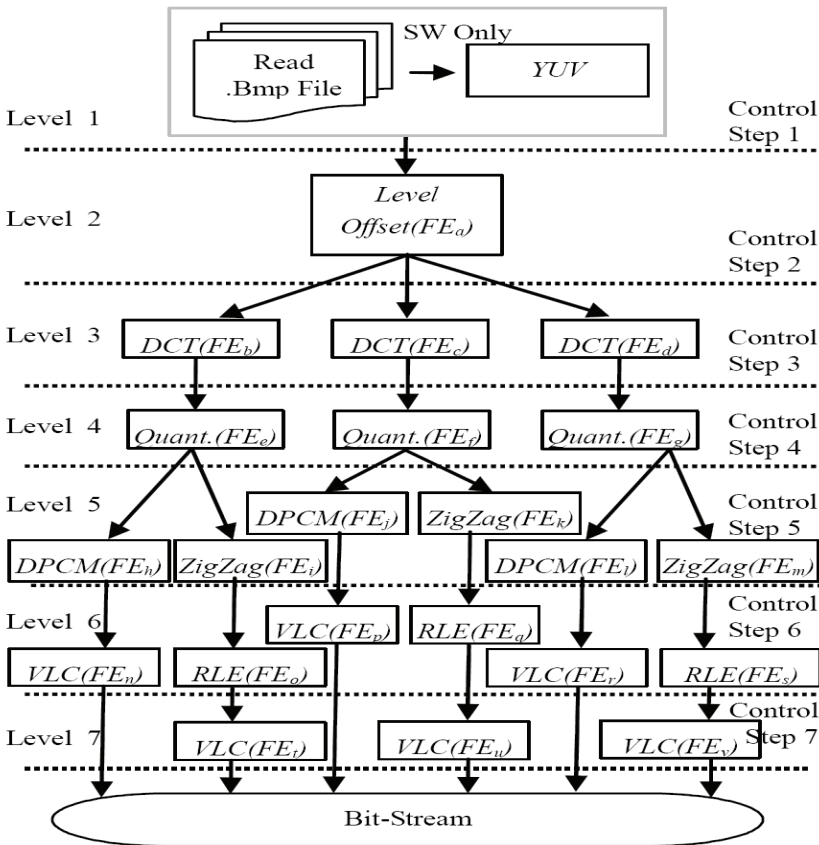 SW Only
Read
.Bmp File
YUV
Level 1
Control
Step 1
Level
Offset(FEa)
Level 2
Control
Step 2
Level 3
DCT(FEb)
DCT(FEc)
DCT(FEd)
Control
Step 3
Level 4
Quant.(FEe)
Quant.(FEf)
Quant.(FEg)
Control
Step 4
Level 5
DPCM(FEj)
ZigZag(FEk)
Control
Step 5
DPCM(FEh)
ZigZag(FEi)
DPCM(FEl)
ZigZag(FEm)
Level 6
VLC(FEp)
RLE(FEq)
Control
Step 6
VLC(FEn)
RLE(FEo)
VLC(FEr)
RLE(FEs)
Level 7
VLC(FEt)
VLC(FEu)
VLC(FEv)
Control
Step 7
Bit-Stream